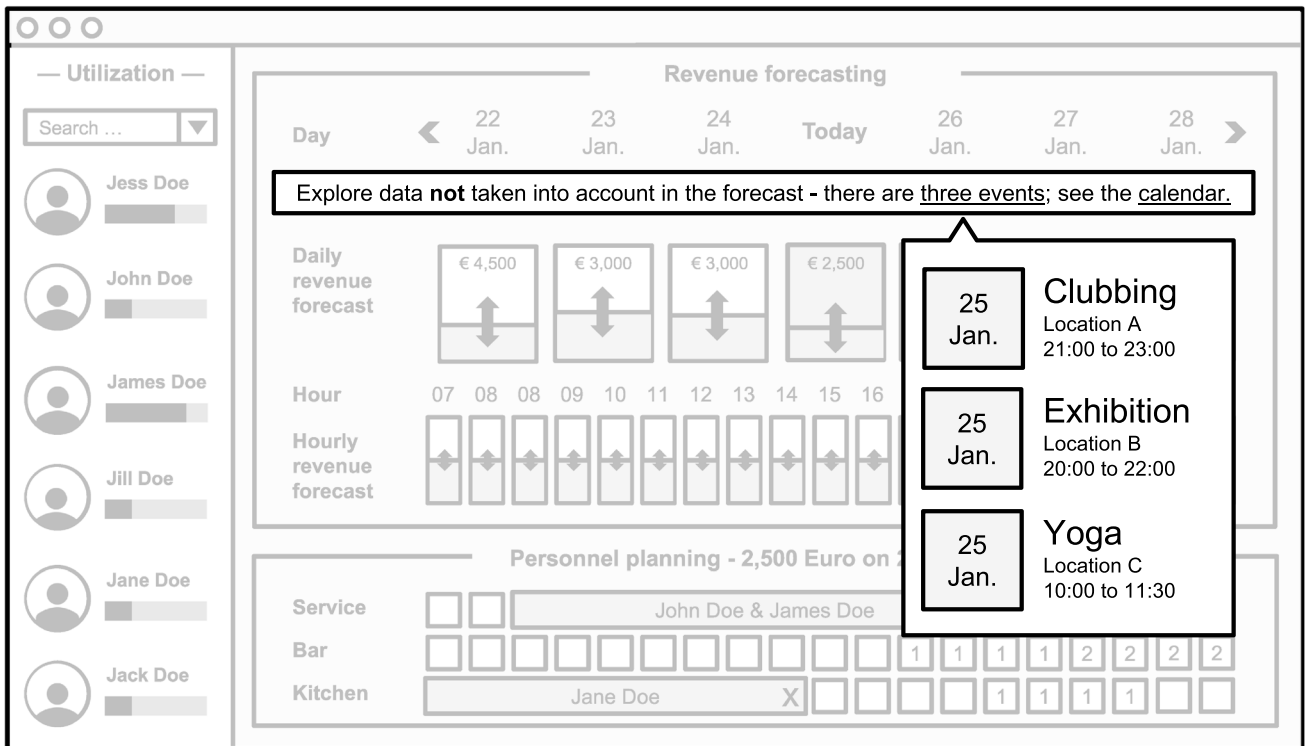 — Utilization —
Search ...
Jess Doe
John Doe
James Doe
Jill Doe
Jane Doe
Jack Doe
Revenue forecasting
Day
22 Jan.
23 Jan.
24 Jan.
Today
26 Jan.
27 Jan.
28 Jan.
Explore data not taken into account in the forecast - there are three events; see the calendar.
Daily
revenue
forecast
€ 4,500 € 3,000 € 3,000 € 2,500
Hour 07 08 08 09 10 11 12 13 14 15 16
Hourly
revenue
forecast
25
Jan.
Clubbing
Location A
21:00 to 23:00
25
Jan.
Exhibition
Location B
20:00 to 22:00
25
Jan.
Yoga
Location C
10:00 to 11:30
Personnel planning - 2,500 Euro on
Service John Doe & James Doe
Bar 1 1 1 1 2 2 2 2
Kitchen Jane Doe X 1 1 1 1